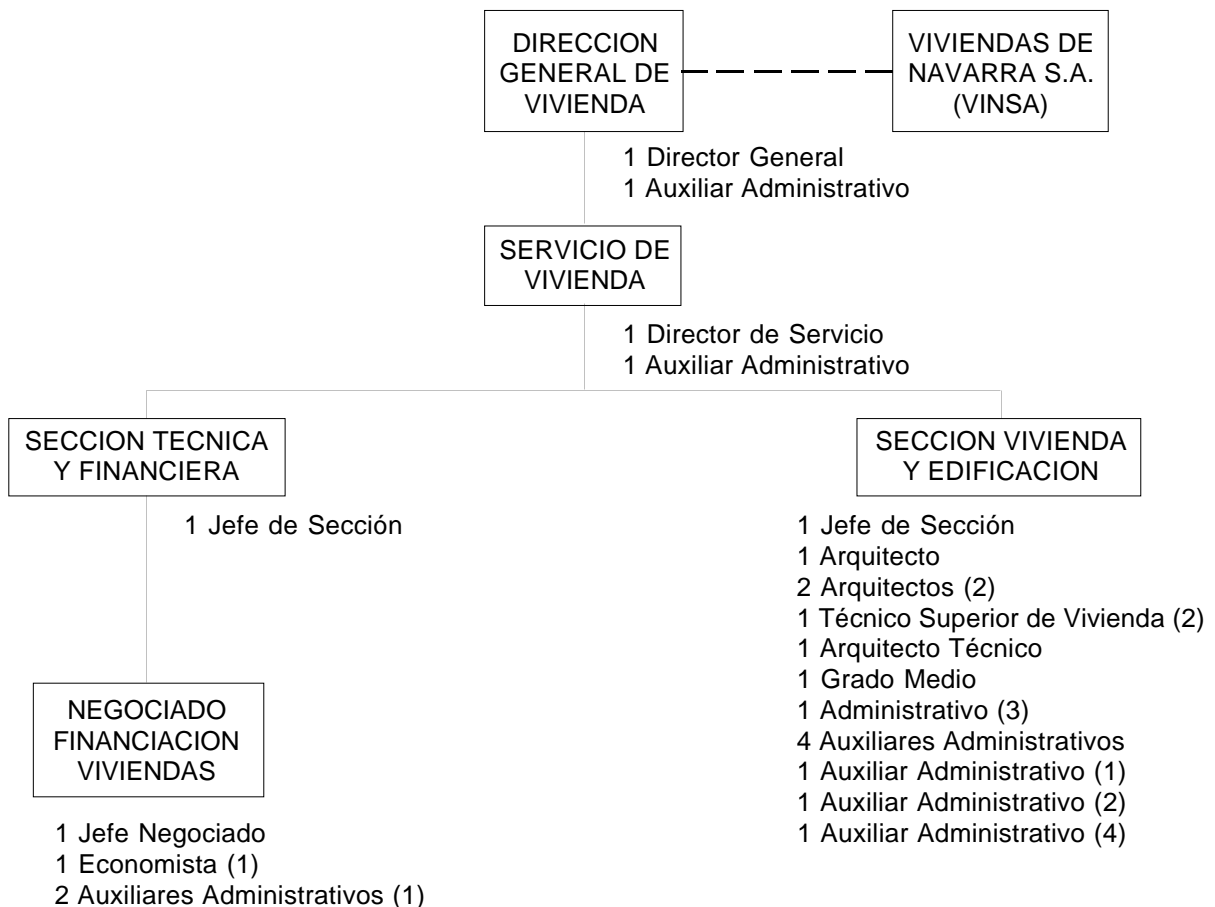 DIRECCION
GENERAL DE
VIVIENDA
VIVIENDAS DE
NAVARRA S.A.
(VINSA)
1 Director General
1 Auxiliar Administrativo
SERVICIO DE
VIVIENDA
1 Director de Servicio
1 Auxiliar Administrativo
SECCION TECNICA
Y FINANCIERA
1 Jefe de Sección
NEGOCIADO
FINANCIACION
VIVIENDAS
1 Jefe Negociado
1 Economista (1)
2 Auxiliares Administrativos (1)
SECCION VIVIENDA
Y EDIFICACION
1 Jefe de Sección
1 Arquitecto
2 Arquitectos (2)
1 Técnico Superior de Vivienda (2)
1 Arquitecto Técnico
1 Grado Medio
1 Administrativo (3)
4 Auxiliares Administrativos
1 Auxiliar Administrativo (1)
1 Auxiliar Administrativo (2)
1 Auxiliar Administrativo (4)